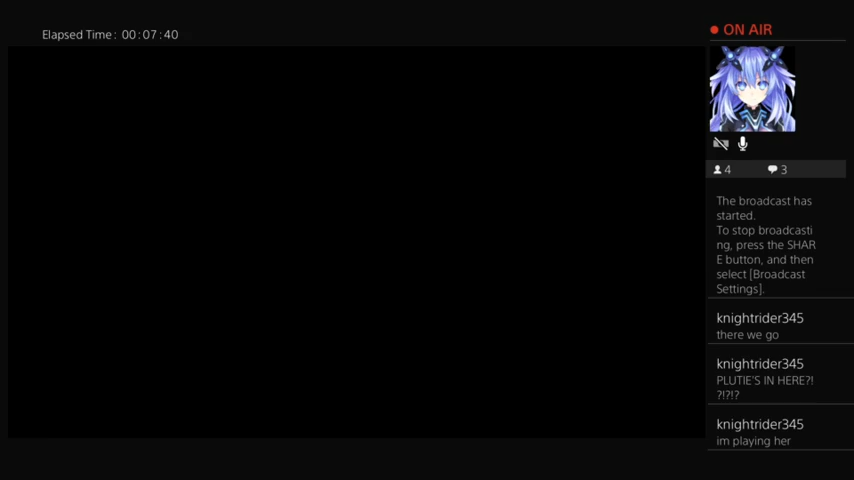 Elapsed Time: 00:07:40
ON AIR
4 3
The broadcast has
started.
To stop broadcasti
ng, press the SHAR
E button, and then
select [Broadcast
Settings].
knightrider345
there we go
knightrider345
PLUTIE'S IN HERE?!
?!?!?
knightrider345
im playing her